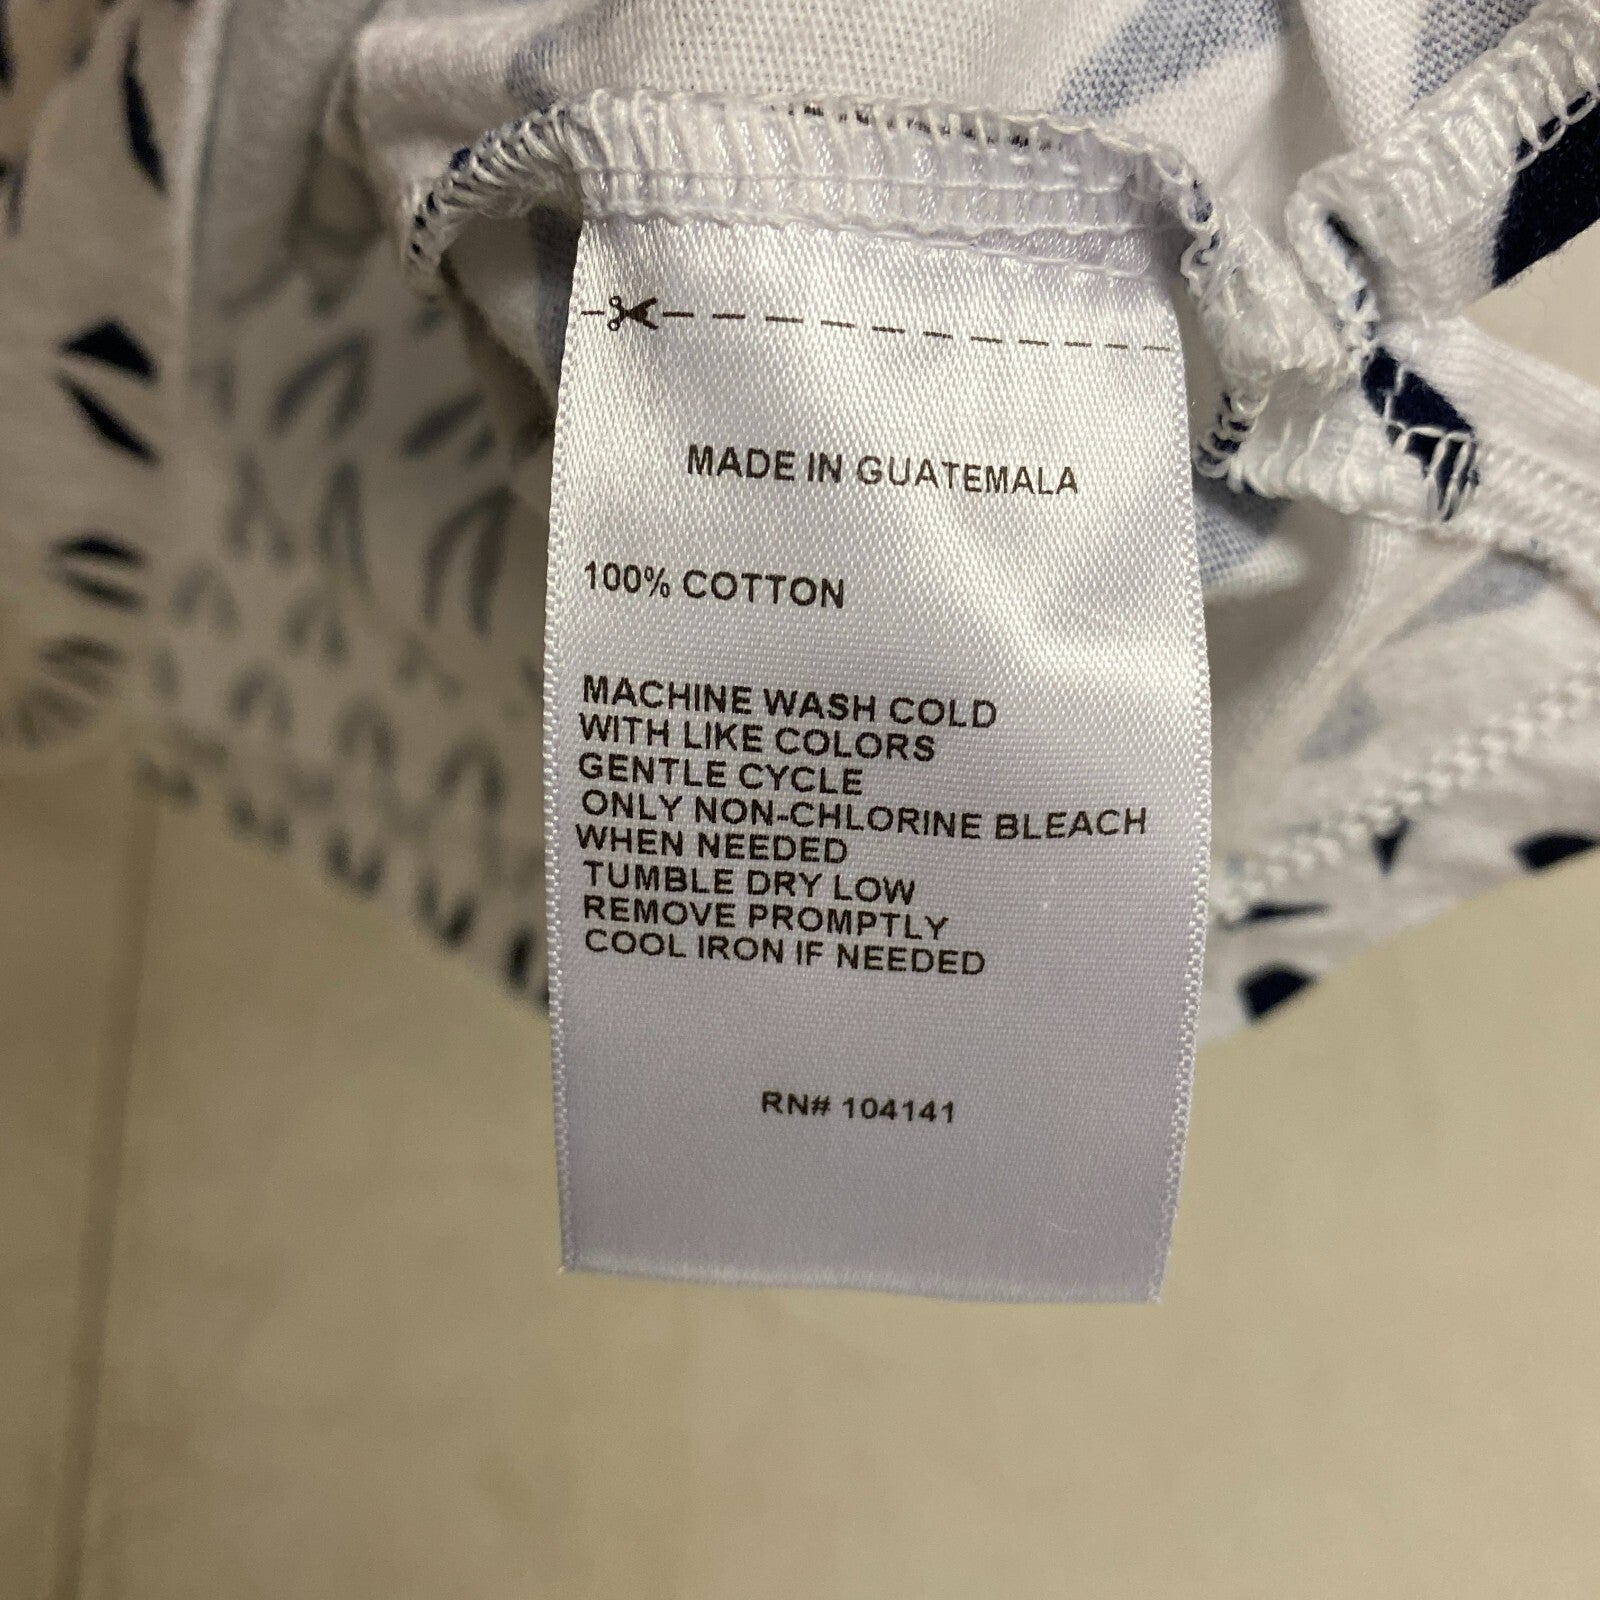 MADE IN GUATEMALA
100% COTTON
MACHINE WASH COLD
WITH LIKE COLORS
GENTLE CYCLE
ONLY NON-CHLORINE BLEACH
WHEN NEEDED
TUMBLE DRY LOW
REMOVE PROMPTLY
COOL IRON IF NEEDED
RN# 104141